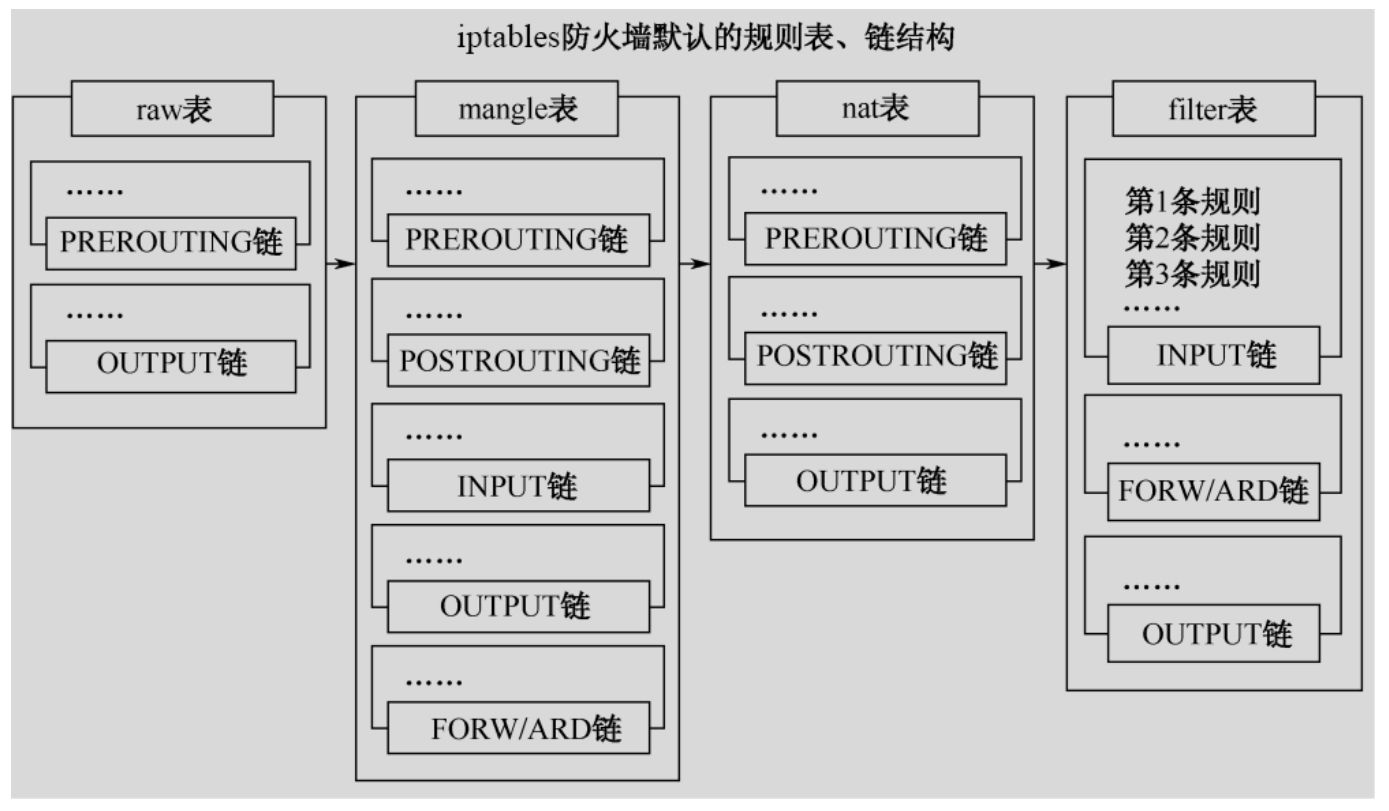 iptables防火墙默认的规则表、链结构
raw表
……
PREROUTING链
……
OUTPUT链
mangle表
……
PREROUTING链
……
POSTROUTING链
……
INPUT链
……
OUTPUT链
……
FORW/ARD链
nat表
……
PREROUTING链
……
POSTROUTING链
……
OUTPUT链
filter表
第1条规则
第2条规则
第3条规则
……
INPUT链
……
FORW/ARD链
……
OUTPUT链